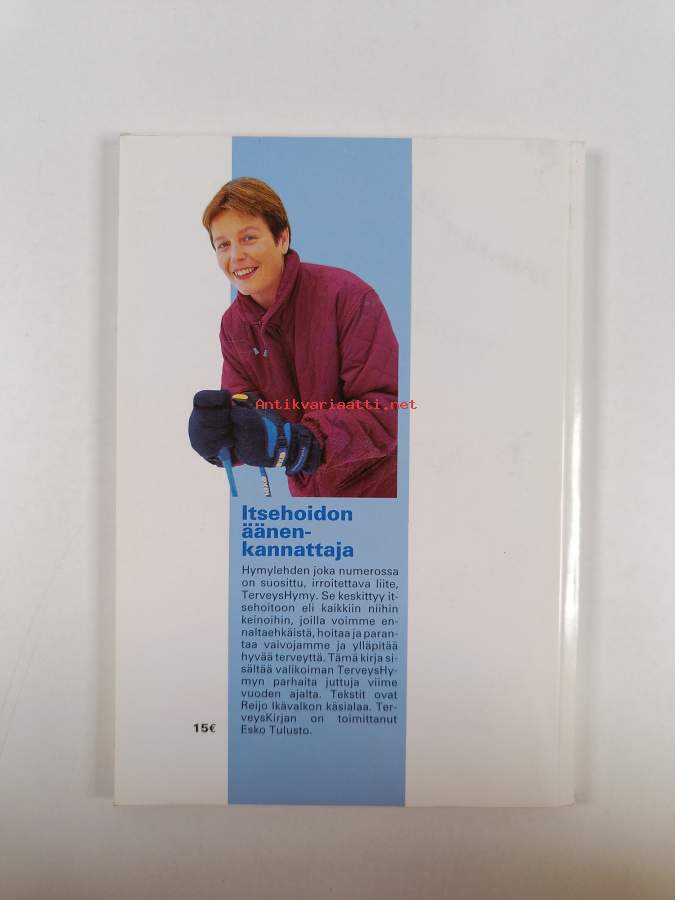 Antikvariaatti.net
Itsehoidon
äänen-
kannattaja
Hymylehden joka numerossa
on suosittu, irroitettava liite,
TerveysHymy. Se keskittyy it-
sehoitoon eli kaikkiin niihin
keinoihin, joilla voimme en-
naltaehkäistä, hoitaa ja paran-
taa vaivojamme ja ylläpitää
hyvää terveyttä. Tämä kirja si-
sältää valikoiman TerveysHy-
myn parhaita juttuja viime
vuoden ajalta. Tekstit ovat
Reijo Ikävalkon käsialaa. Ter-
veysKirjan on toimittanut
Esko Tulusto.
15€